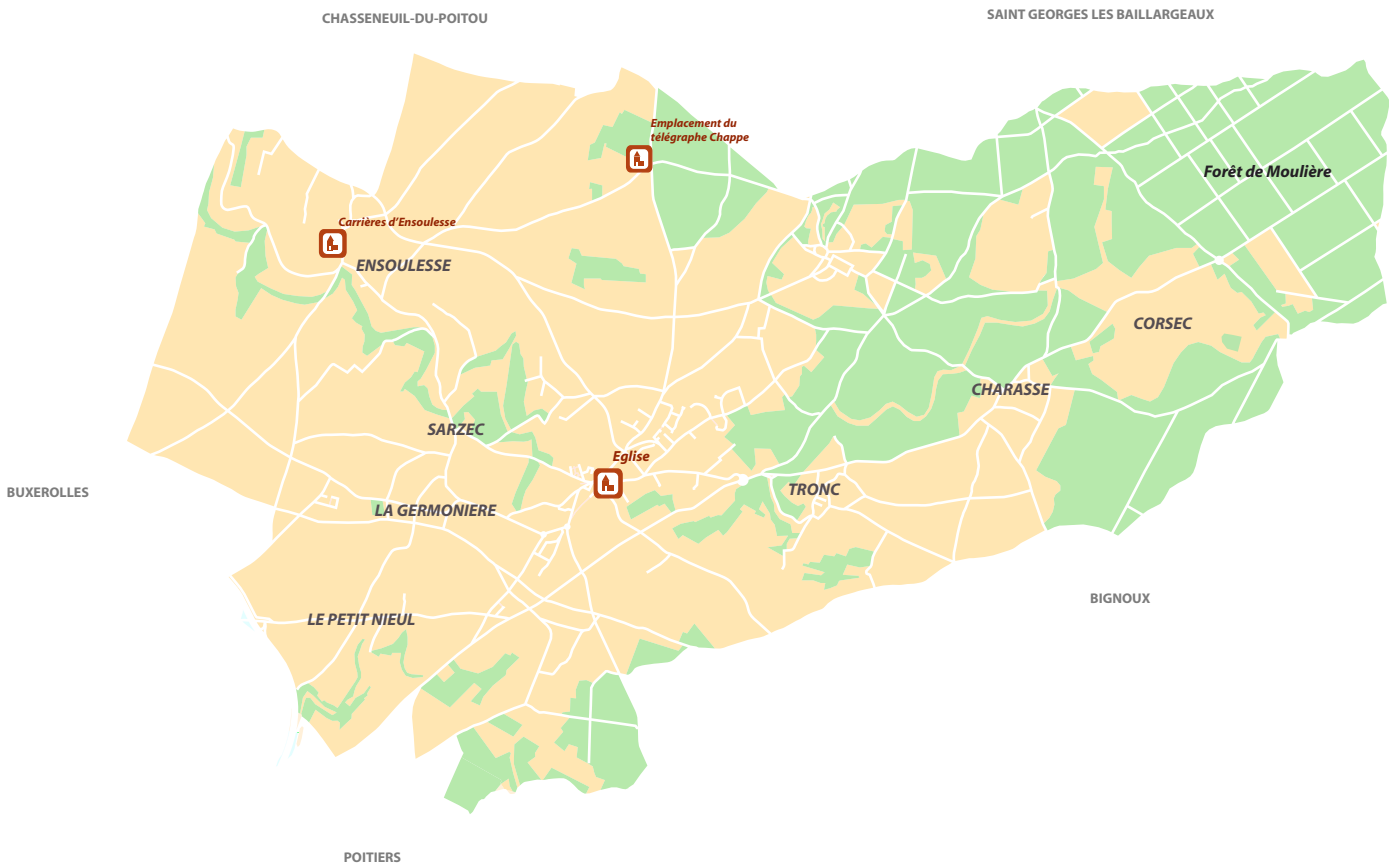 SAINT GEORGES LES BAILLARGEAUX
CHASSENEUIL-DU-POITOU
Emplacement du
télégraphe Chappe
Forêt de Moulière
Carrières d'Ensoulesse
ENSOULESSE
CORSEC
CHARASSE
SARZEC
Eglise
TRONC
BUXEROLLES
LA GERMONIERE
BIGNOUX
LE PETIT NIEUL
POITIERS